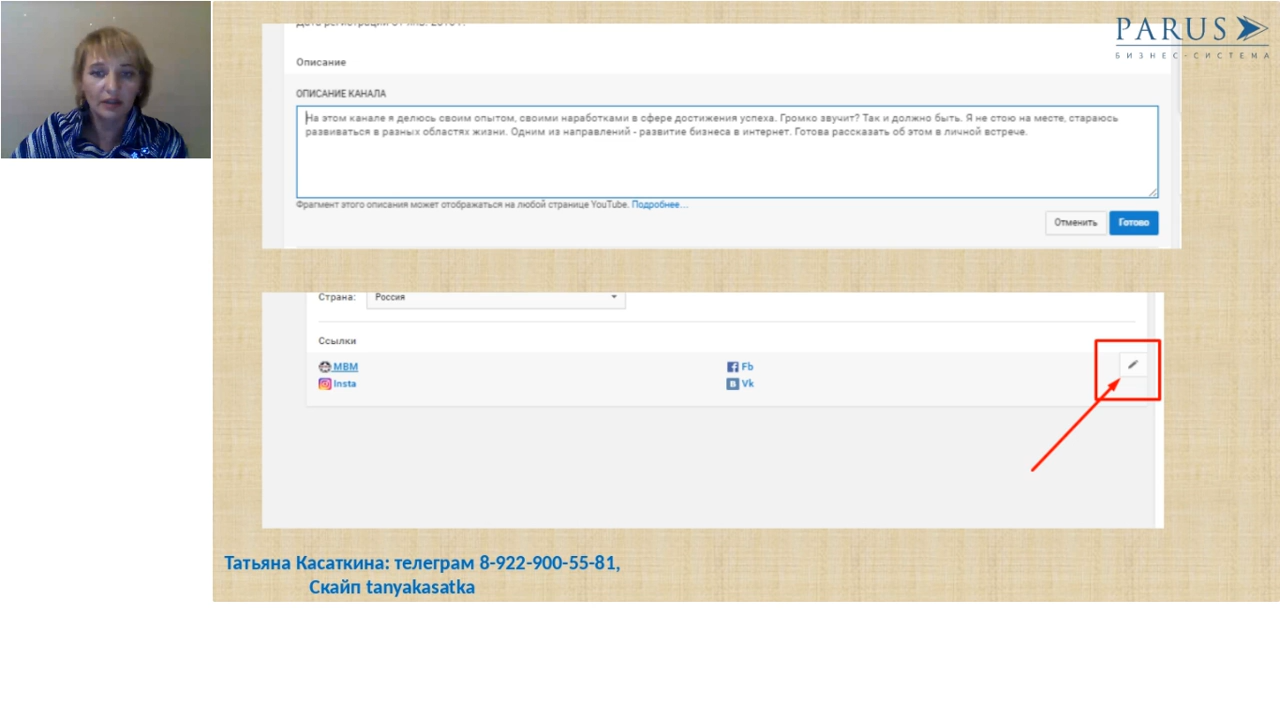 Дата регистрации
PARUS
БИЗНЕС-СИСТЕМА
Описание
ОПИСАНИЕ КАНАЛА
На этом канале я делюсь своим опытом, своими наработками в сфере достижения успеха. Громко звучит? Так и должно быть. Я не стою на месте, стараюсь
развиваться в разных областях жизни. Одним из направлений - развитие бизнеса в интернет. Готова рассказать об этом в личной встрече.
Фрагмент этого описания может отображаться на любой странице YouTube. Подробнее...
Отменить Готово
Страна: Россия
Ссылки
MBM Fb
Insta Vk
Татьяна Касаткина: телеграм 8-922-900-55-81,
Скайп tanyakasatka